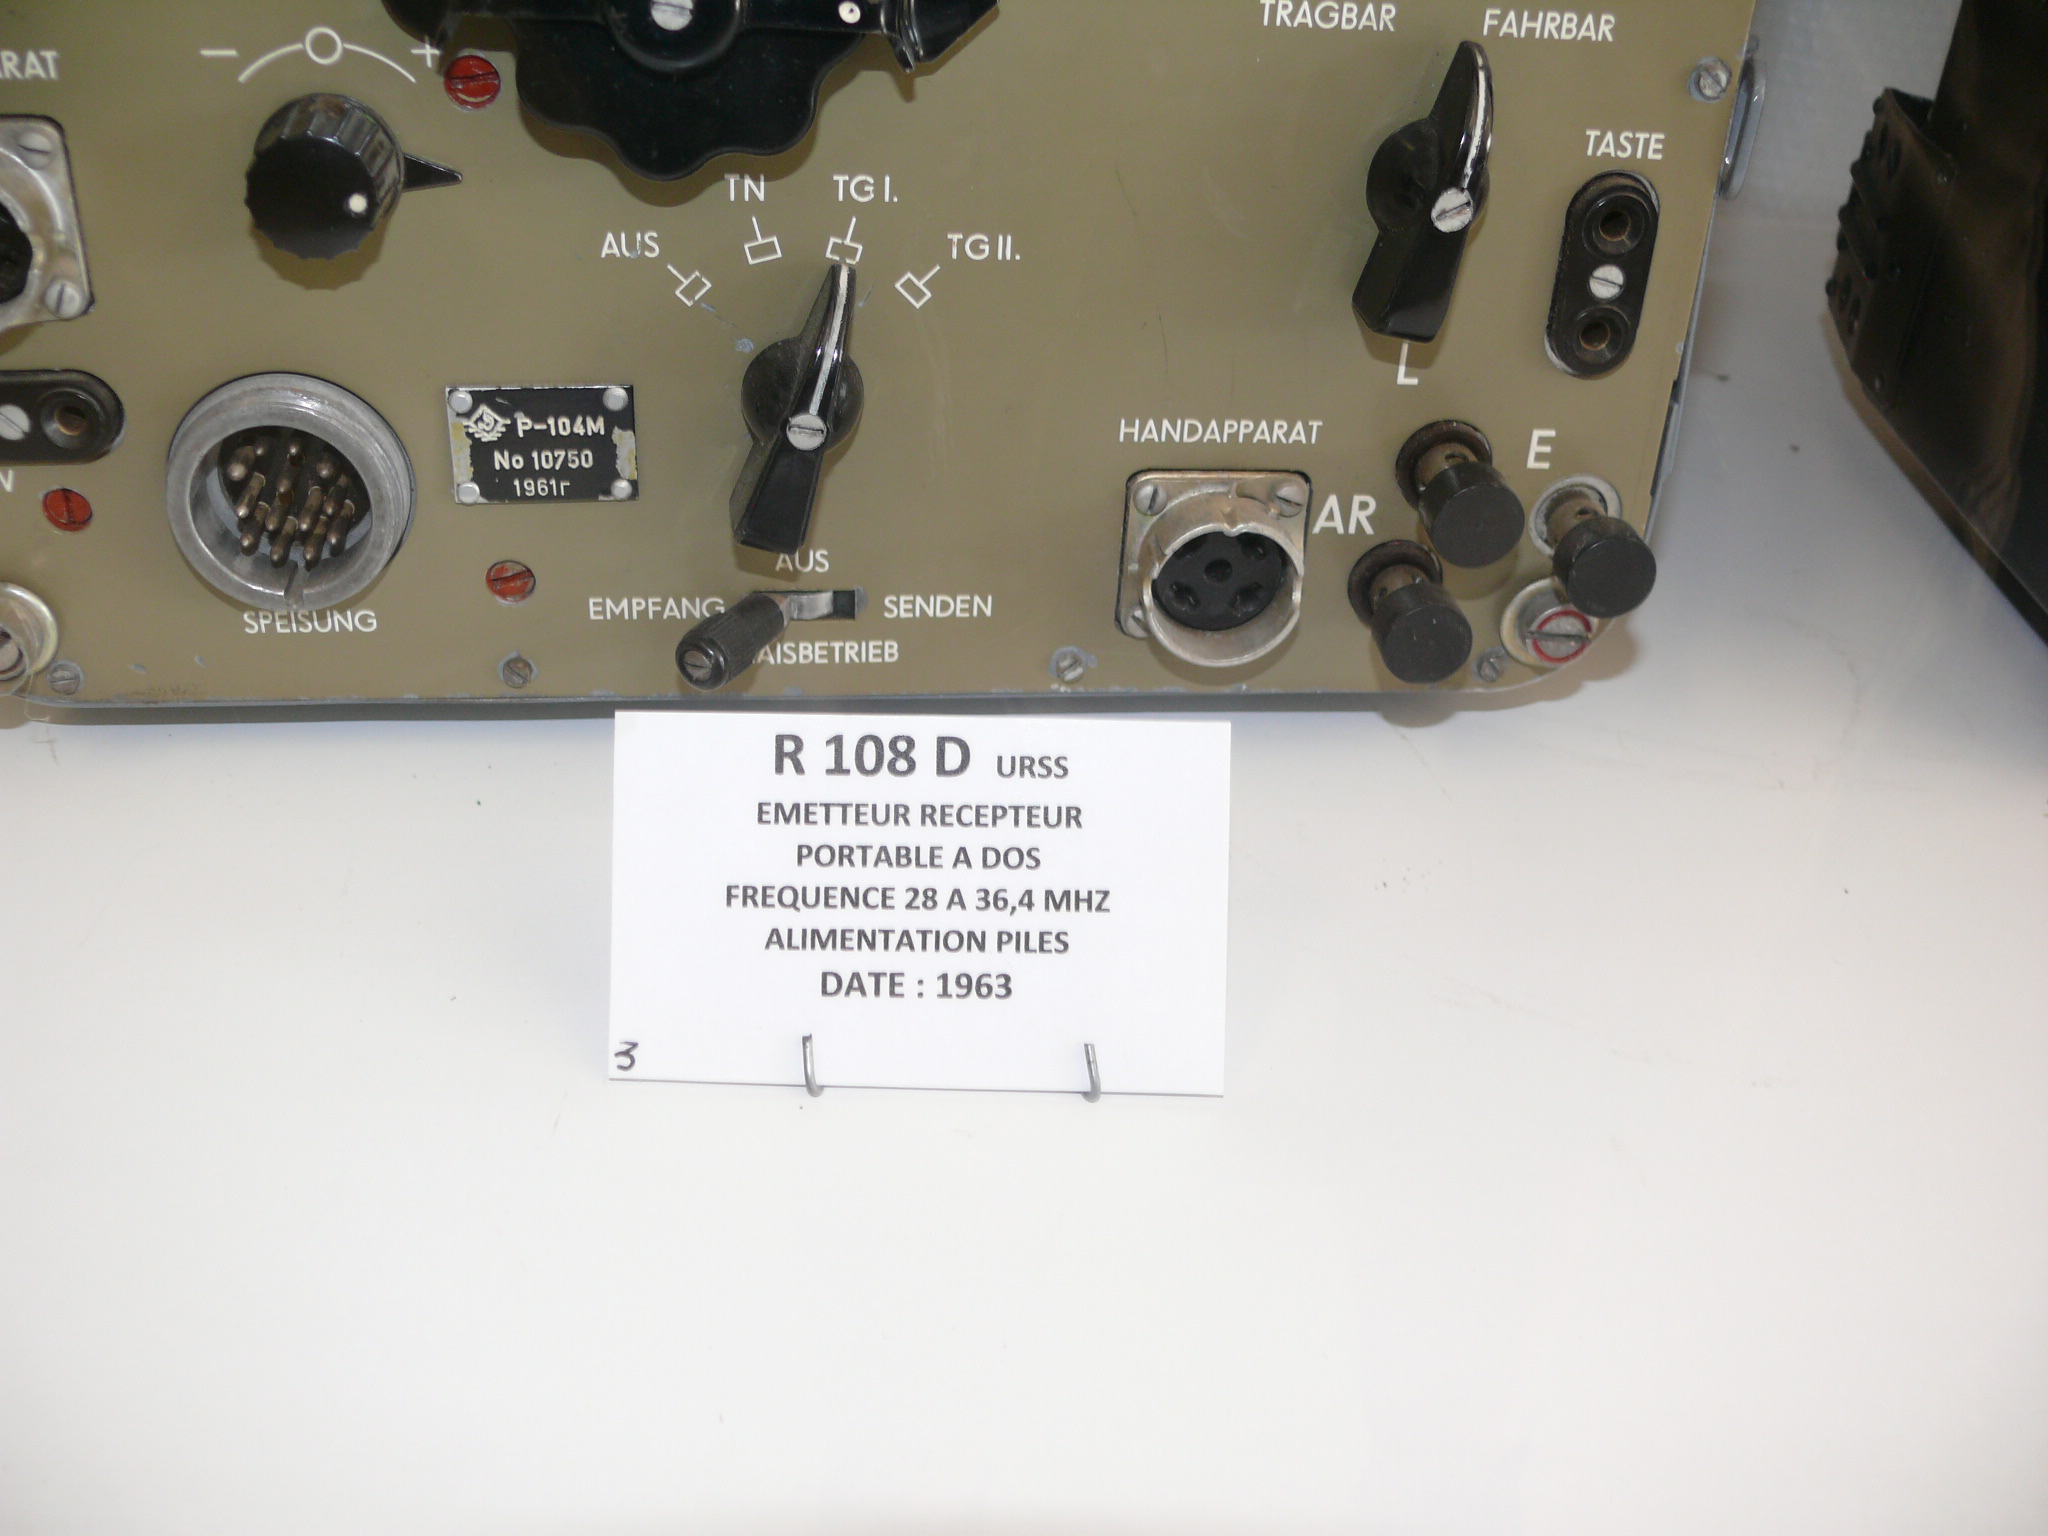 TRAGBAR
FAHRBAR
- +
TASTE
TN
TG I.
AUS
TG II.
L
P-104M
No 10750
1961г
HANDAPPARAT
E
AR
AUS
EMPFANG
SENDEN
SPEISUNG
R 108 D URSS
EMETTEUR RECEPTEUR
PORTABLE A DOS
FREQUENCE 28 A 36,4 MHZ
ALIMENTATION PILES
DATE : 1963
3